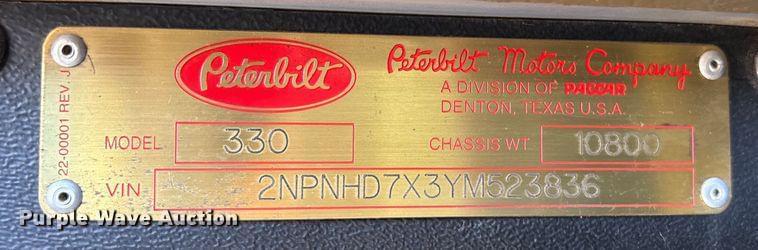 Peterbilt
Peterbilt Motors Company
A DIVISION OF PACCAR
DENTON, TEXAS U.S.A.
MODEL 330 CHASSIS WT 10800
VIN 2NPNHD7X3YM523836
22-00001 REV. J
Purple Wave Auction